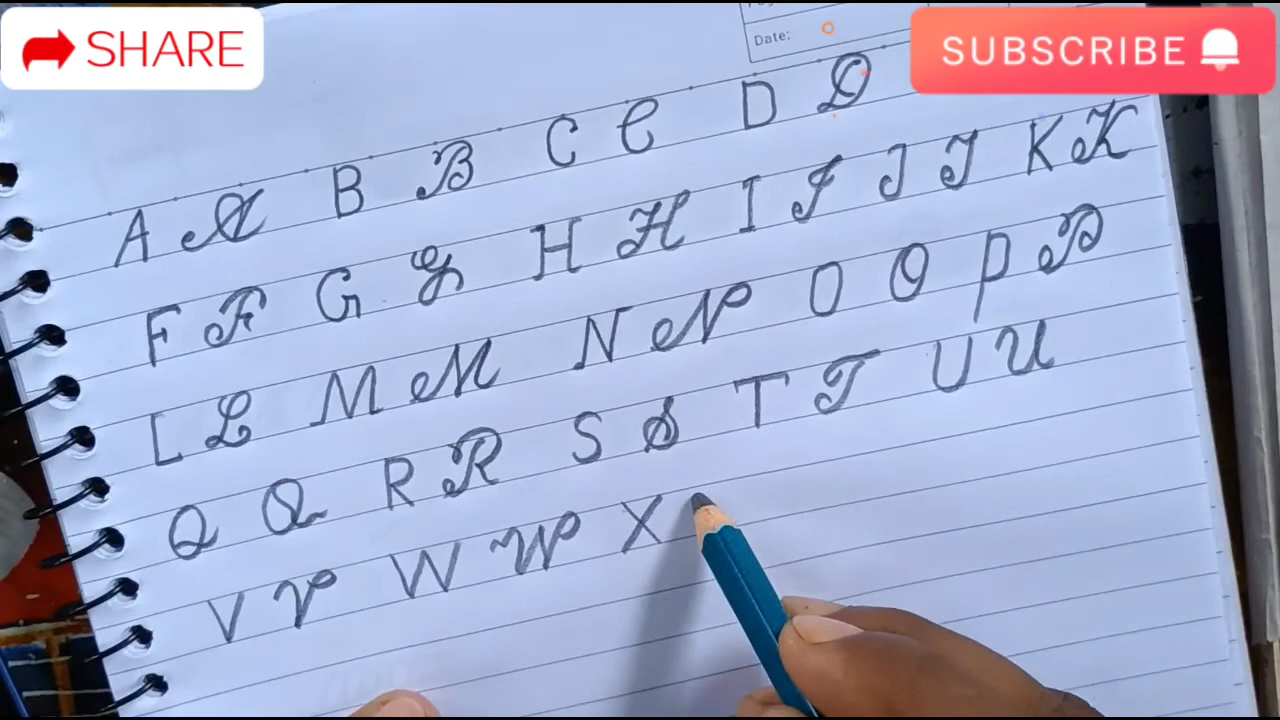 SHARE
SUBSCRIBE
Date:
A A B B C C D D
F F G G H H I I J J K K
L L M M N N O O P P
Q Q R R S S T T U U
V V W W X